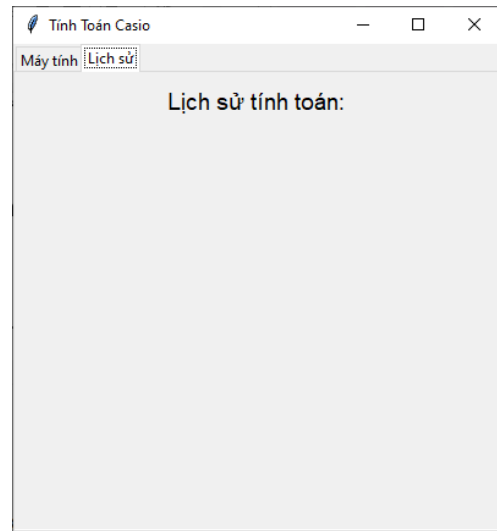 Tính Toán Casio
Máy tính Lịch sử
Lịch sử tính toán: